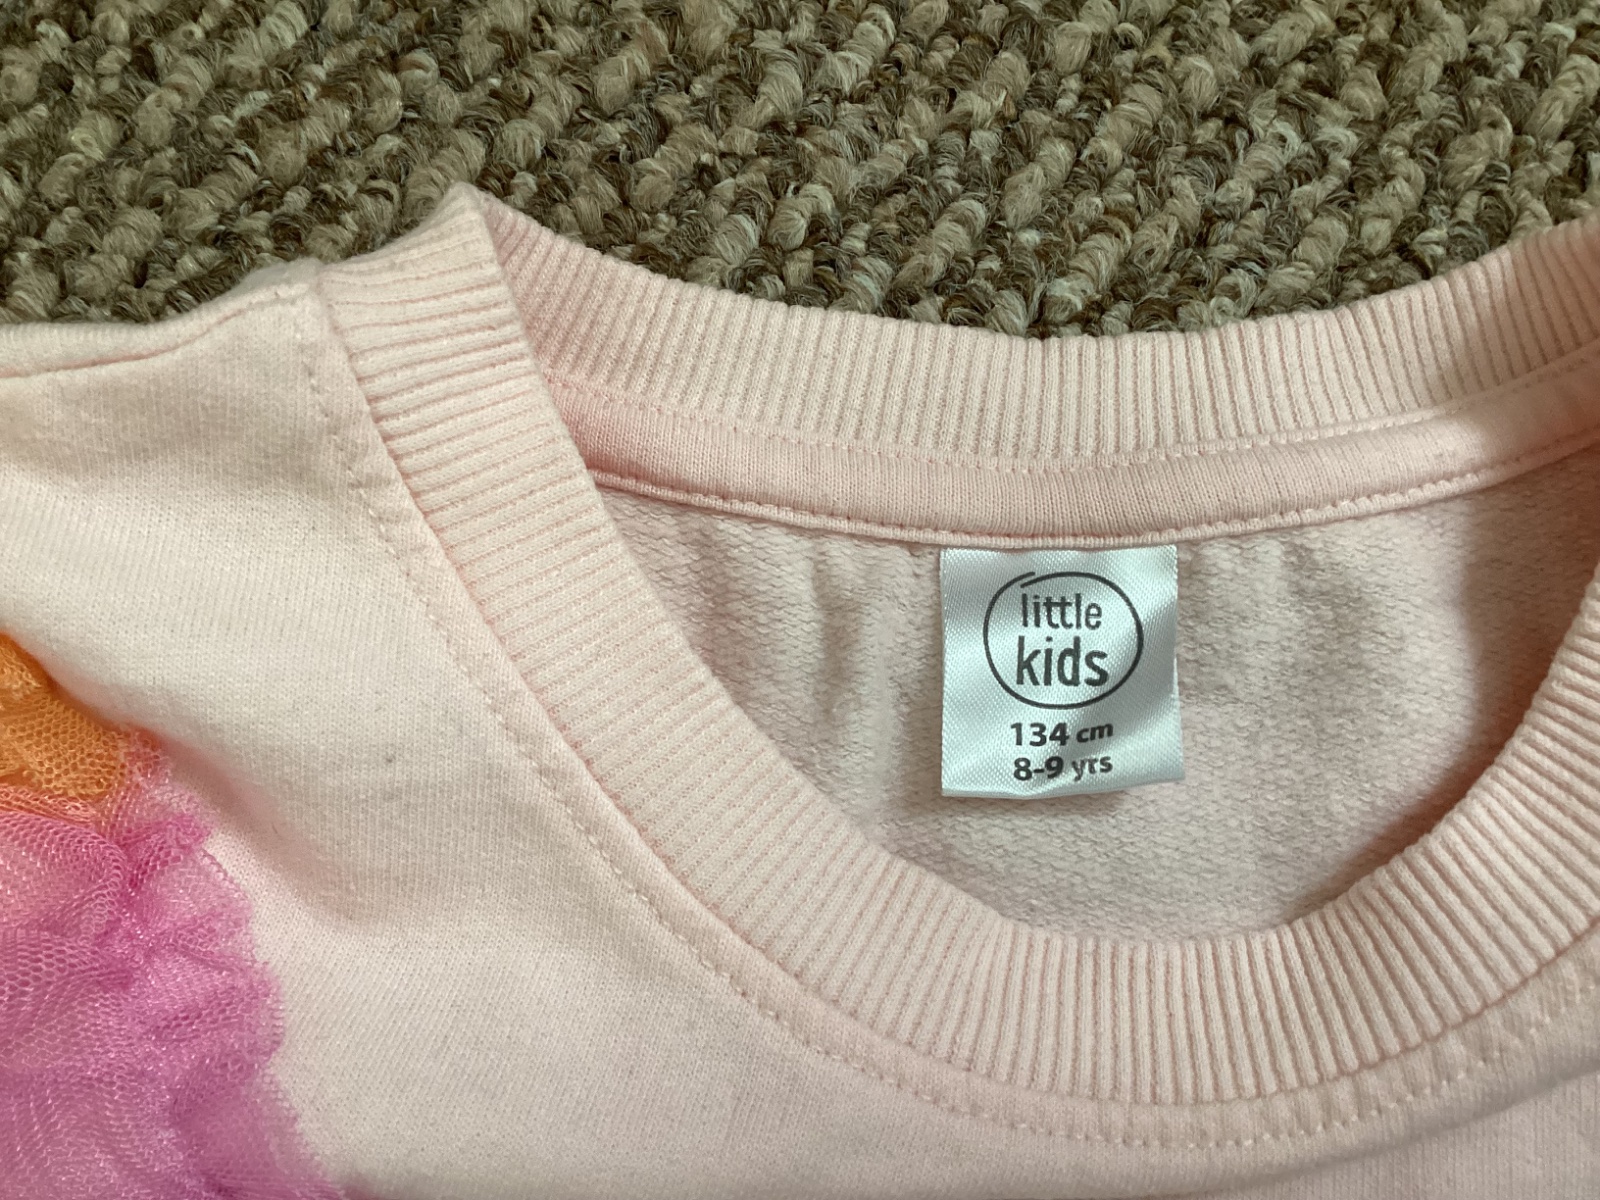 little
kids
134 cm
8-9 yrs